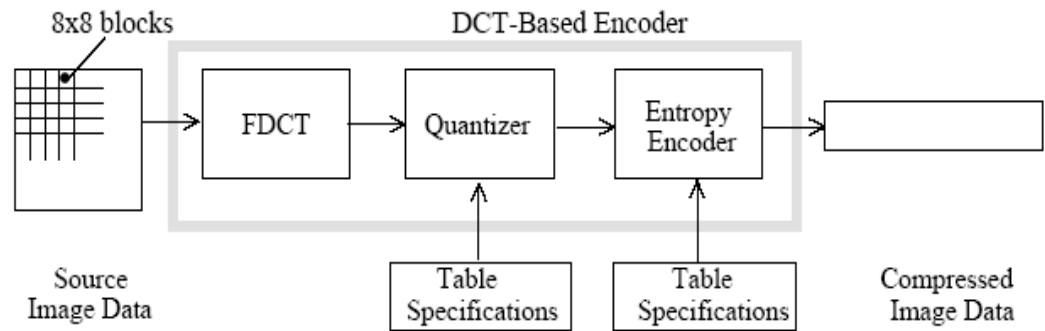 8x8 blocks
DCT-Based Encoder
FDCT
Quantizer
Entropy
Encoder
Source
Image Data
Table
Specifications
Table
Specifications
Compressed
Image Data